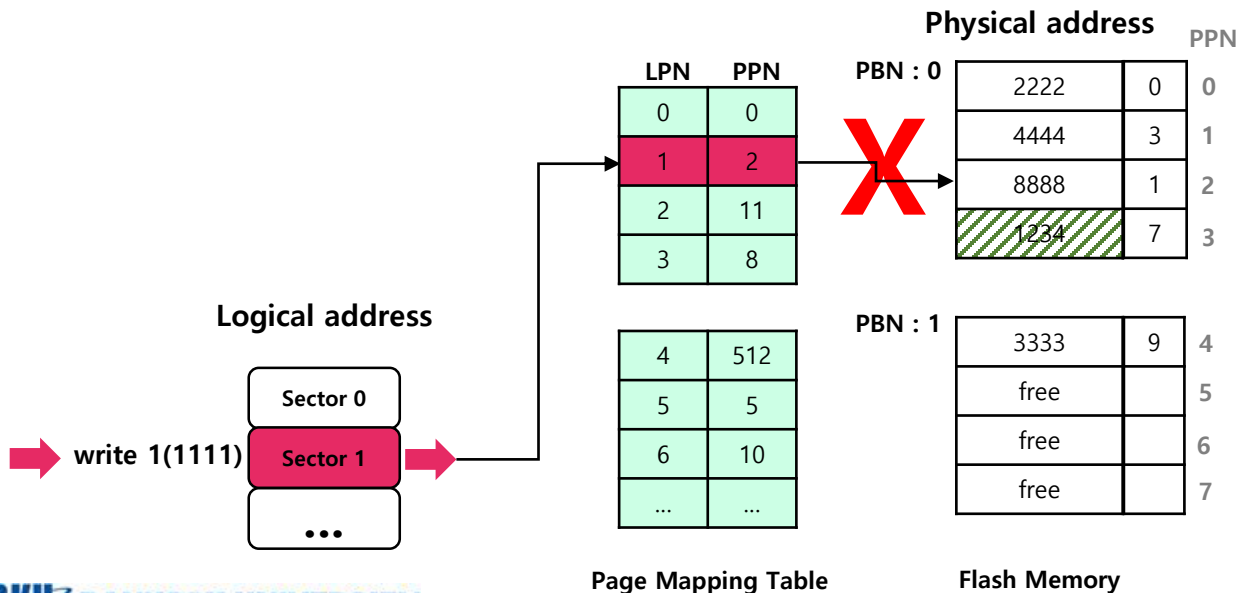 Physical address
PPN
LPN PPN
PBN : 0
0 0
1 2
2 11
3 8
2222 0 0
4444 3 1
8888 1 2
1234 7 3
X
Logical address
Sector 0
write 1(1111) Sector 1
...
4 512
5 5
6 10
... ...
PBN : 1
3333 9 4
free 5
free 6
free 7
Page Mapping Table
Flash Memory